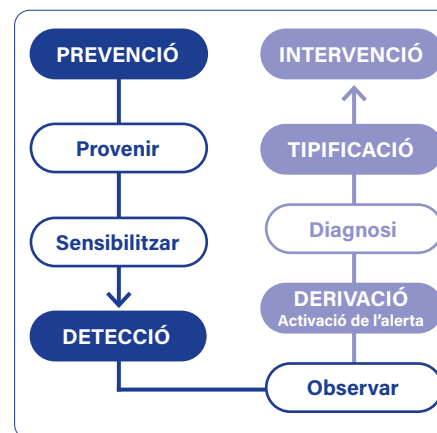 PREVENCIÓ
Provenir
Sensibilitzar
DETECCIÓ
Observar
DERIVACIÓ
Activació de l'alerta
Diagnosi
TIPIFICACIÓ
INTERVENCIÓ